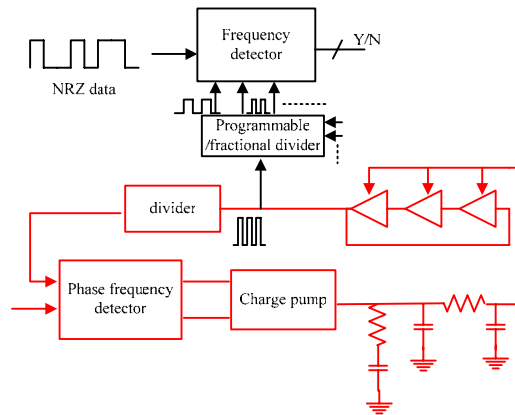 Frequency
detector
Y/N
NRZ data
Programmable
/fractional divider
divider
Phase frequency
detector
Charge pump